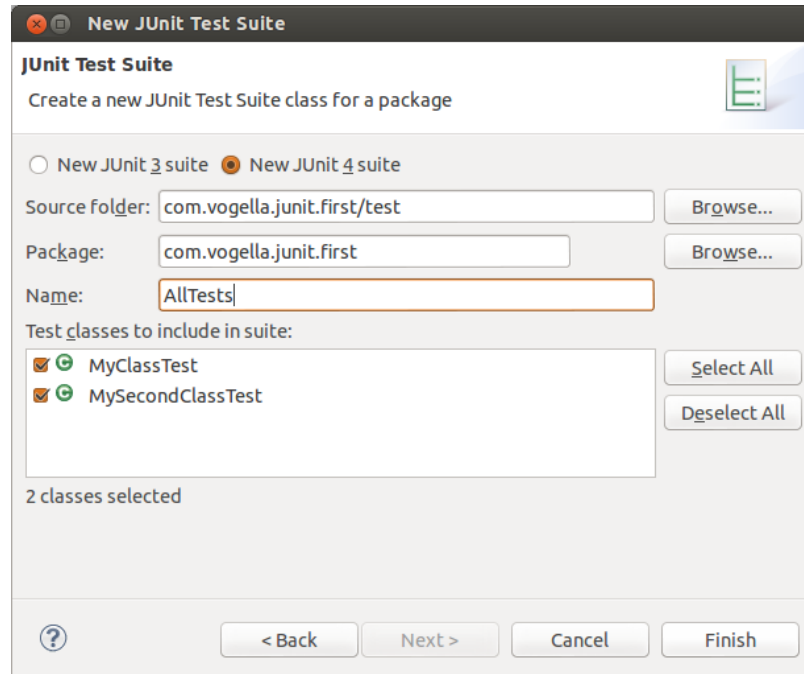 New JUnit Test Suite
JUnit Test Suite
Create a new JUnit Test Suite class for a package
New JUnit 3 suite New JUnit 4 suite
Source folder: com.vogella.junit.first/test Browse...
Package: com.vogella.junit.first Browse...
Name: AllTests
Test classes to include in suite:
MyClassTest Select All
MySecondClassTest Deselect All
2 classes selected
? < Back Next > Cancel Finish